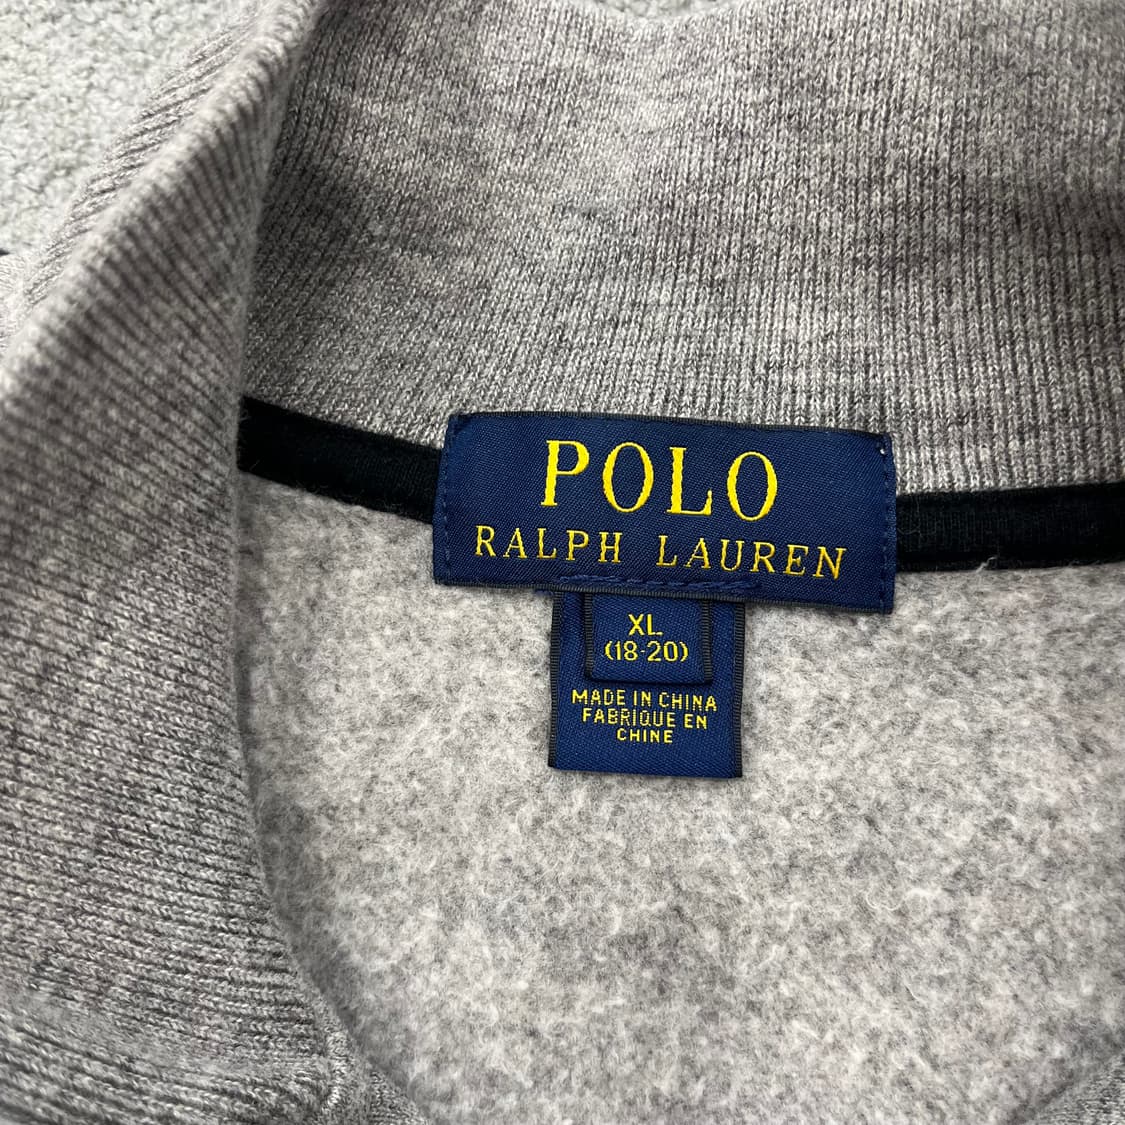 POLO
RALPH LAUREN
XL
(18-20)
MADE IN CHINA
FABRIQUE EN
CHINE